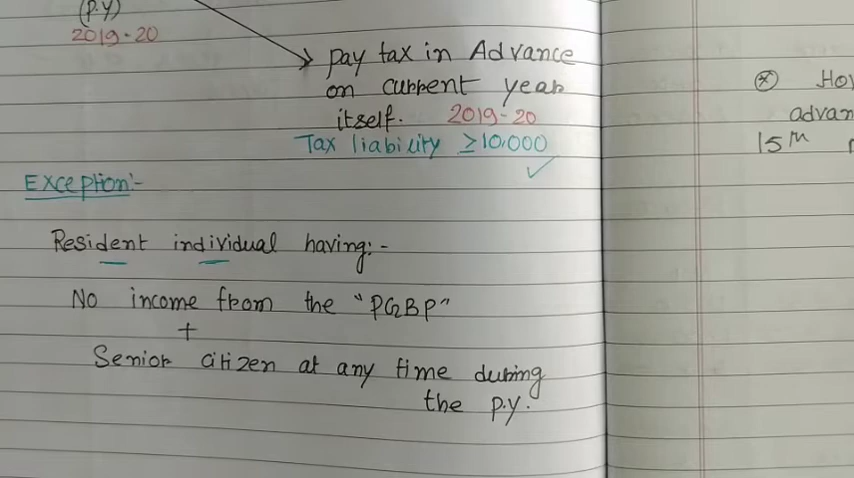 (P.Y)
2019-20
pay tax in Advance
on current year
itself. 2019-20
Tax liability ≥10,000
Exception:-
Resident individual having:-
No income from the "PGBP"
+
Senior citizen at any time during
the p.y.
advan
15th